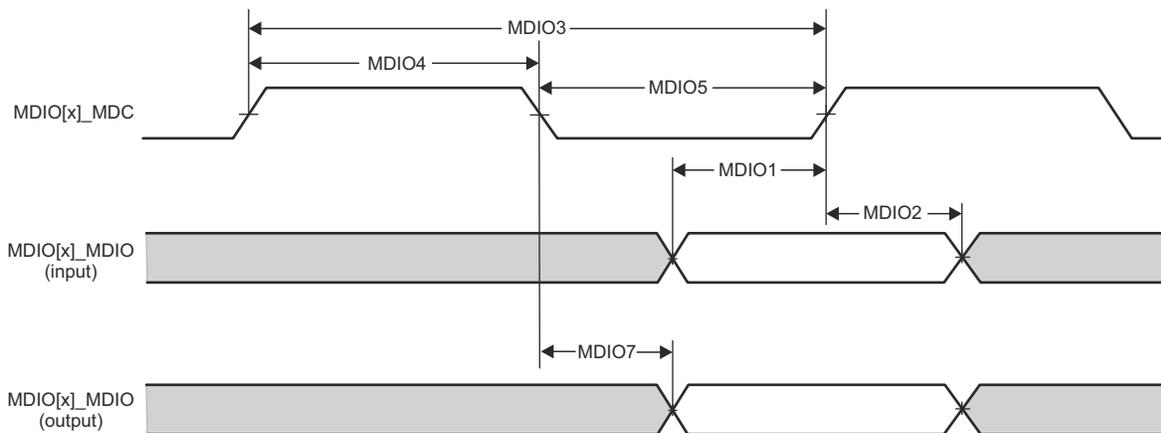 MDIO3
MDIO4
MDIO5
MDIO[x]_MDC
MDIO1
MDIO2
MDIO[x]_MDIO
(input)
MDIO7
MDIO[x]_MDIO
(output)